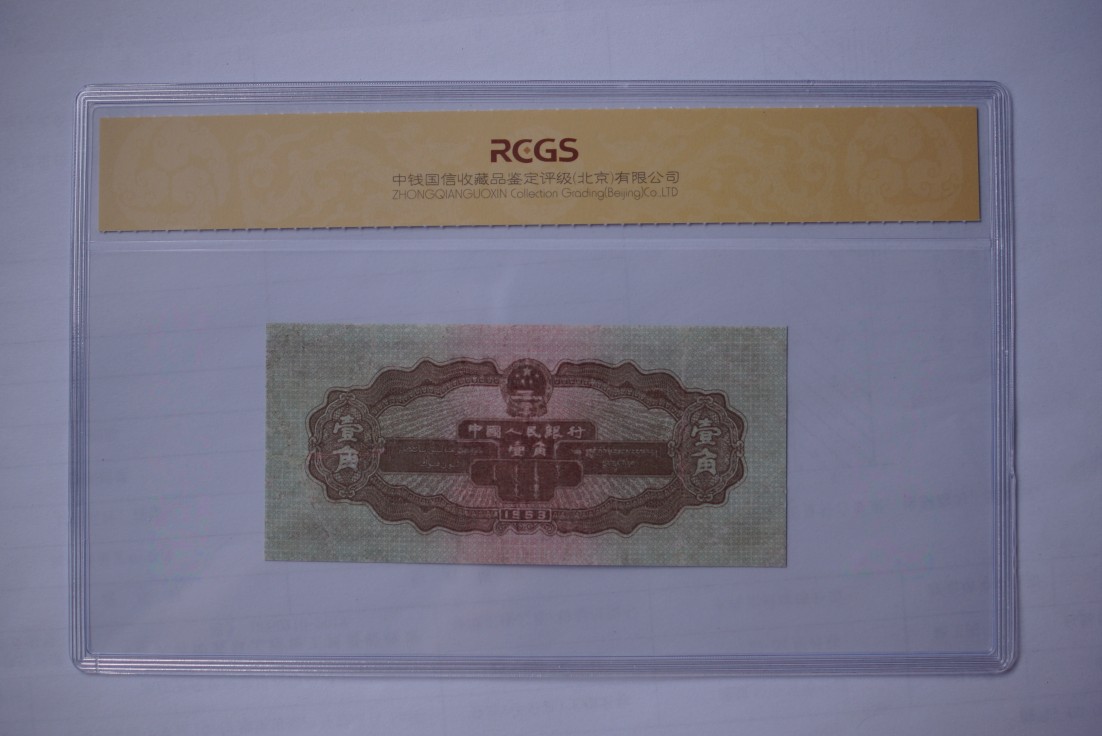 RCGS
中钱国信收藏品鉴定评级(北京)有限公司
ZHONGQIANGUOXIN Collection Grading(Beijing)Co.,LTD
中國人民銀行
壹角
壹角
壹角
1953